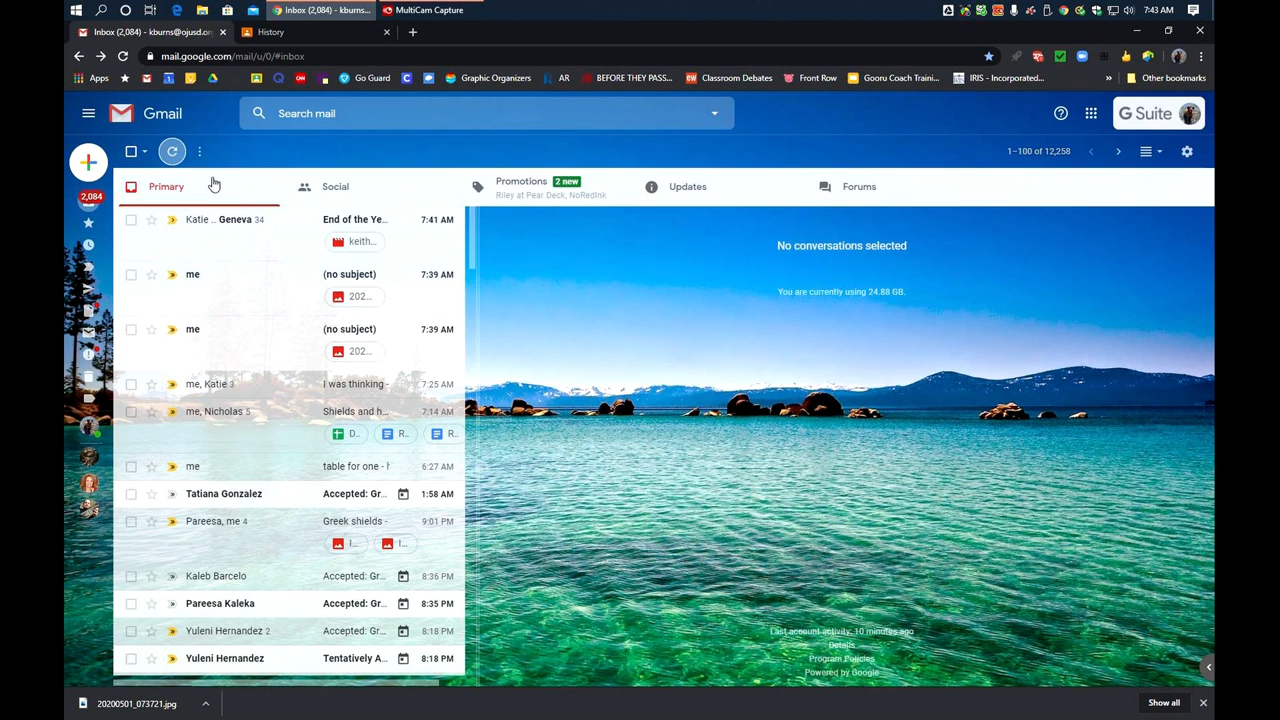 Inbox (2,084) - kburns...
MultiCam Capture
7:43 AM
Inbox (2,084) - kburns@ojusd.or
History
mail.google.com/mail/u/0/#inbox
Apps
Go Guard
Graphic Organizers
AR
BEFORE THEY PASS...
Classroom Debates
Front Row
Gooru Coach Traini...
IRIS - Incorporated...
Other bookmarks
Gmail
Search mail
G Suite
1–100 of 12,258
Primary
Social
Promotions 2 new
Riley at Pear Deck, NoRedInk
Updates
Forums
2,084
Katie .. Geneva 34 End of the Ye... 7:41 AM
keith...
me (no subject) 7:39 AM
202...
me (no subject) 7:39 AM
202...
me, Katie 3 I was thinking - 7:25 AM
me, Nicholas 5 Shields and h... 7:14 AM
D... R... R...
me table for one - 6:27 AM
Tatiana Gonzalez Accepted: Gr... 1:58 AM
Pareesa, me 4 Greek shields - 9:01 PM
I... I...
Kaleb Barcelo Accepted: Gr... 8:36 PM
Pareesa Kaleka Accepted: Gr... 8:35 PM
Yuleni Hernandez 2 Accepted: Gr... 8:18 PM
Yuleni Hernandez Tentatively A... 8:18 PM
No conversations selected
You are currently using 24.88 GB.
Last account activity: 10 minutes ago
Details
Program Policies
Powered by Google
20200501_073721.jpg
Show all